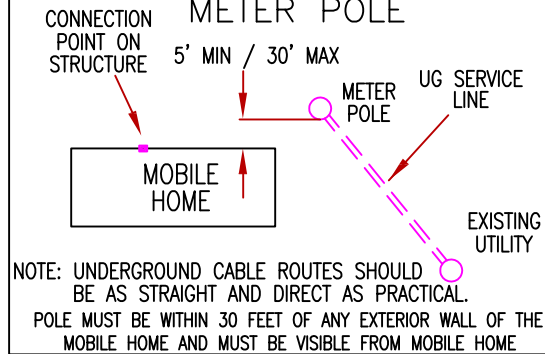 METER POLE
CONNECTION
POINT ON
STRUCTURE
5' MIN / 30' MAX
METER
POLE
UG SERVICE
LINE
MOBILE
HOME
EXISTING
UTILITY
NOTE: UNDERGROUND CABLE ROUTES SHOULD
BE AS STRAIGHT AND DIRECT AS PRACTICAL.
POLE MUST BE WITHIN 30 FEET OF ANY EXTERIOR WALL OF THE
MOBILE HOME AND MUST BE VISIBLE FROM MOBILE HOME